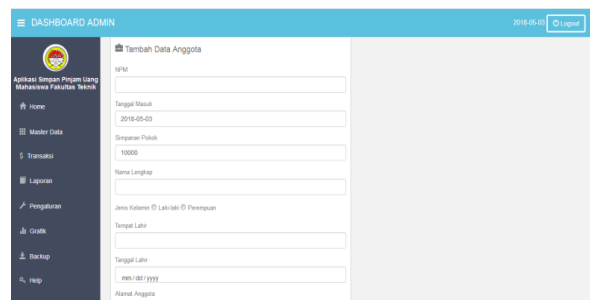 DASHBOARD ADMIN
2018-05-03 Logout
Aplikasi Simpan Pinjam Uang
Mahasiswa Fakultas Teknik
Home
Master Data
Transaksi
Laporan
Pengaturan
Grafik
Backup
Help
Tambah Data Anggota
NPM
Tanggal Masuk
2018-05-03
Simpanan Pokok
10000
Nama Lengkap
Jenis Kelamin Laki-laki Perempuan
Tempat Lahir
Tanggal Lahir
mm / dd / yyyy
Alamat Anggota